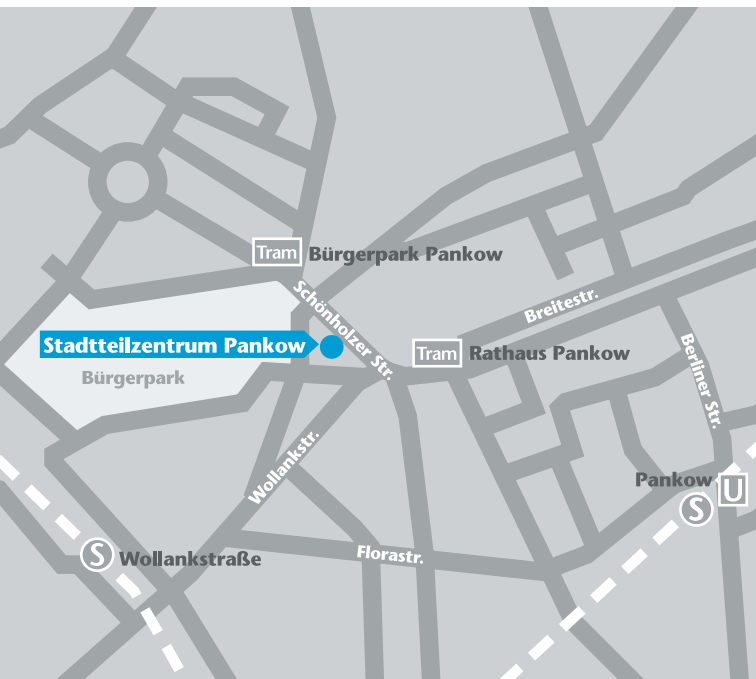 Tram Bürgerpark Pankow
Schönholzer Str.
Breitestr.
Stadtteilzentrum Pankow
Tram Rathaus Pankow
Bürgerpark
Berliner Str.
Wollankstr.
Pankow U
S
Florastr.
S Wollankstraße